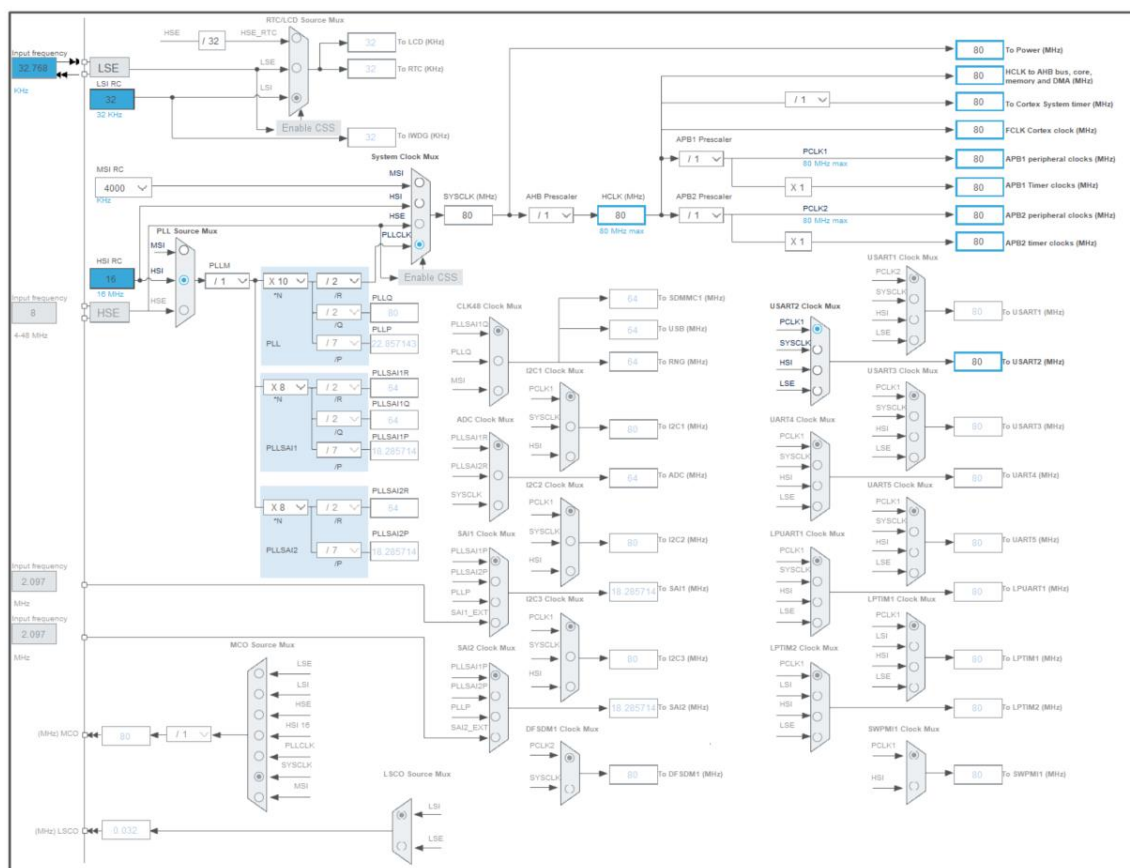 RTC/LCD Source Mux
HSE
HSE_RTC
/ 32
32
To LCD (KHz)
Input frequency
32.768
KHz
LSE
LSE
32
To RTC (KHz)
LSI RC
32
32 KHz
LSI
Enable CSS
32
To IWDG (KHz)
80
To Power (MHz)
80
HCLK to AHB bus, core,
memory and DMA (MHz)
/ 1
80
To Cortex System timer (MHz)
80
FCLK Cortex clock (MHz)
System Clock Mux
MSI RC
4000
KHz
MSI
HSI
HSE
PLLCLK
Enable CSS
SYSCLK (MHz)
80
AHB Prescaler
/ 1
HCLK (MHz)
80
80 MHz max
APB1 Prescaler
/ 1
PCLK1
80 MHz max
80
APB1 peripheral clocks (MHz)
X 1
80
APB1 Timer clocks (MHz)
APB2 Prescaler
/ 1
PCLK2
80 MHz max
80
APB2 peripheral clocks (MHz)
X 1
80
APB2 timer clocks (MHz)
PLL Source Mux
MSI
HSI
HSE
HSI RC
16
16 MHz
Input frequency
8
4-48 MHz
HSE
PLLM
/ 1
X 10
*N
/ 2
/R
PLLQ
/ 2
80
/Q
PLLP
/ 7
22.857143
/P
PLL
PLLSAI1R
X 8
*N
/ 2
64
/R
PLLSAI1Q
/ 2
64
/Q
PLLSAI1P
PLLSAI1
/ 7
18.285714
/P
PLLSAI2R
X 8
*N
/ 2
64
/R
PLLSAI2P
PLLSAI2
/ 7
18.285714
/P
CLK48 Clock Mux
PLLSAI1Q
PLLQ
MSI
64
To SDMMC1 (MHz)
64
To USB (MHz)
64
To RNG (MHz)
I2C1 Clock Mux
PCLK1
SYSCLK
HSI
80
To I2C1 (MHz)
ADC Clock Mux
PLLSAI1R
PLLSAI2R
SYSCLK
64
To ADC (MHz)
I2C2 Clock Mux
PCLK1
SYSCLK
HSI
80
To I2C2 (MHz)
SAI1 Clock Mux
PLLSAI1P
PLLSAI2P
PLLP
SAI1_EXT
18.285714
To SAI1 (MHz)
I2C3 Clock Mux
PCLK1
SYSCLK
HSI
80
To I2C3 (MHz)
SAI2 Clock Mux
PLLSAI1P
PLLSAI2P
PLLP
SAI2_EXT
18.285714
To SAI2 (MHz)
DFSDM1 Clock Mux
PCLK2
SYSCLK
80
To DFSDM1 (MHz)
USART1 Clock Mux
PCLK2
SYSCLK
HSI
LSE
80
To USART1 (MHz)
USART2 Clock Mux
PCLK1
SYSCLK
HSI
LSE
80
To USART2 (MHz)
USART3 Clock Mux
PCLK1
SYSCLK
HSI
LSE
80
To USART3 (MHz)
UART4 Clock Mux
PCLK1
SYSCLK
HSI
LSE
80
To UART4 (MHz)
UART5 Clock Mux
PCLK1
SYSCLK
HSI
LSE
80
To UART5 (MHz)
LPUART1 Clock Mux
PCLK1
SYSCLK
HSI
LSE
80
To LPUART1 (MHz)
LPTIM1 Clock Mux
PCLK1
LSI
HSI
LSE
80
To LPTIM1 (MHz)
LPTIM2 Clock Mux
PCLK1
LSI
HSI
LSE
80
To LPTIM2 (MHz)
SWPMI1 Clock Mux
PCLK1
HSI
80
To SWPMI1 (MHz)
Input frequency
2.097
MHz
Input frequency
2.097
MHz
MCO Source Mux
LSE
LSI
HSE
HSI 16
PLLCLK
SYSCLK
MSI
(MHz) MCO
80
/ 1
LSCO Source Mux
LSI
LSE
(MHz) LSCO
0.032